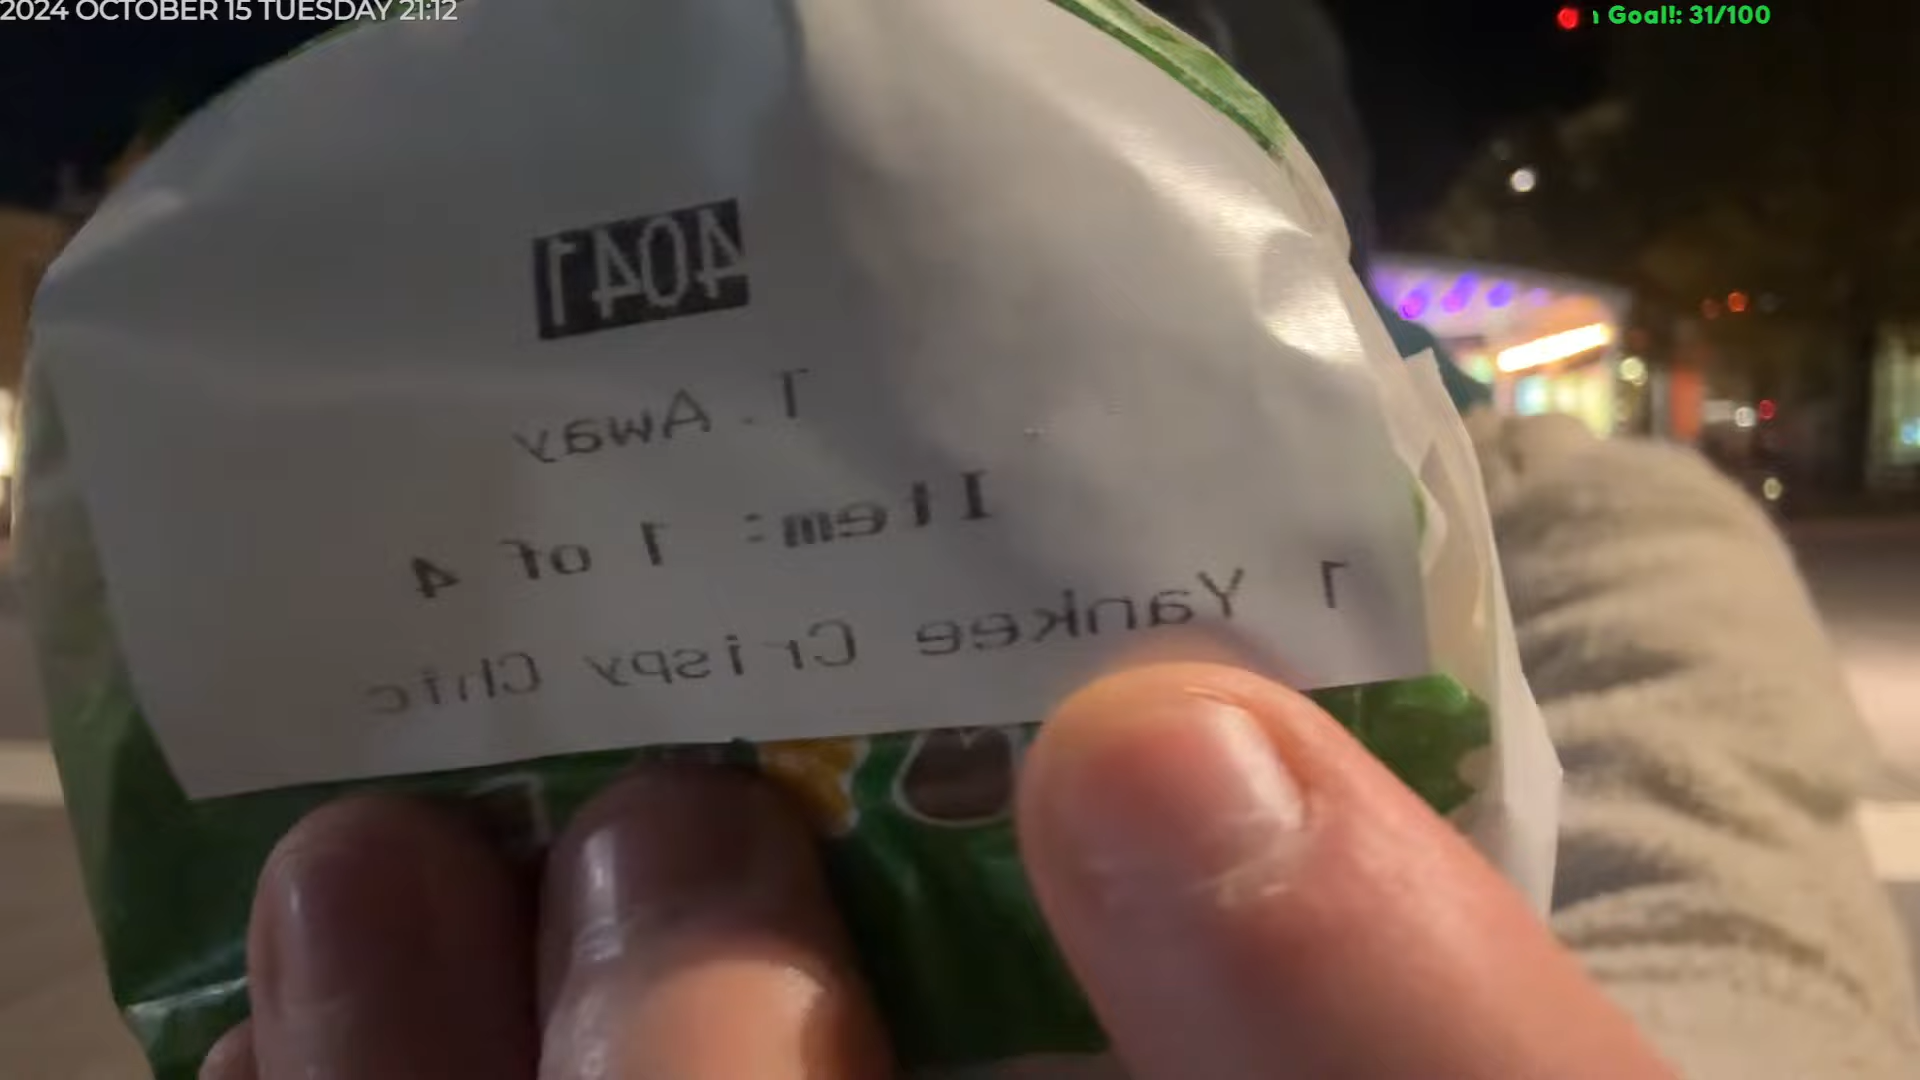 2024 OCTOBER 15 TUESDAY 21:12
Goal!: 31/100
4041
1. Away
Item: 1 of 4
1 Yankee Crispy Chic